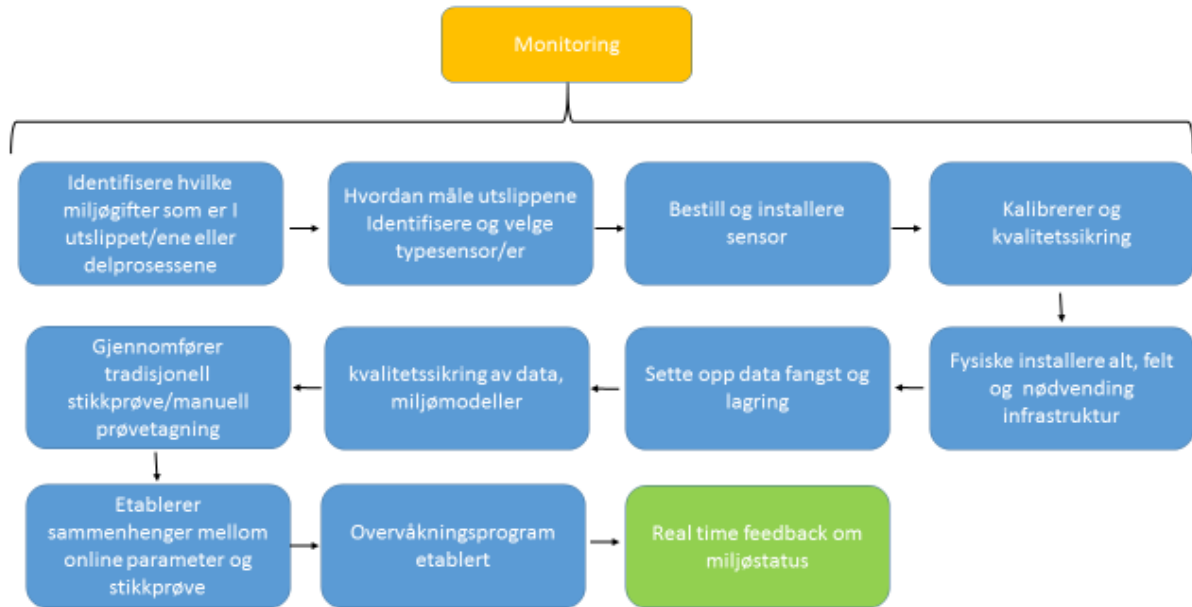 Monitoring
Identifisere hvilke
miljøgifter som er I
utslippet/ene eller
delprosessene
Hvordan måle utslippene
Identifisere og velge
typesensor/er
Bestill og installere
sensor
Kalibrerer og
kvalitetssikring
Fysiske installere alt, felt
og nødvending
infrastruktur
Sette opp data fangst og
lagring
kvalitetssikring av data,
miljømodeller
Gjennomfører
tradisjonell
stikkprøve/manuell
prøvetagning
Etablerer
sammenhenger mellom
online parameter og
stikkprøve
Overvåkningsprogram
etablert
Real time feedback om
miljøstatus